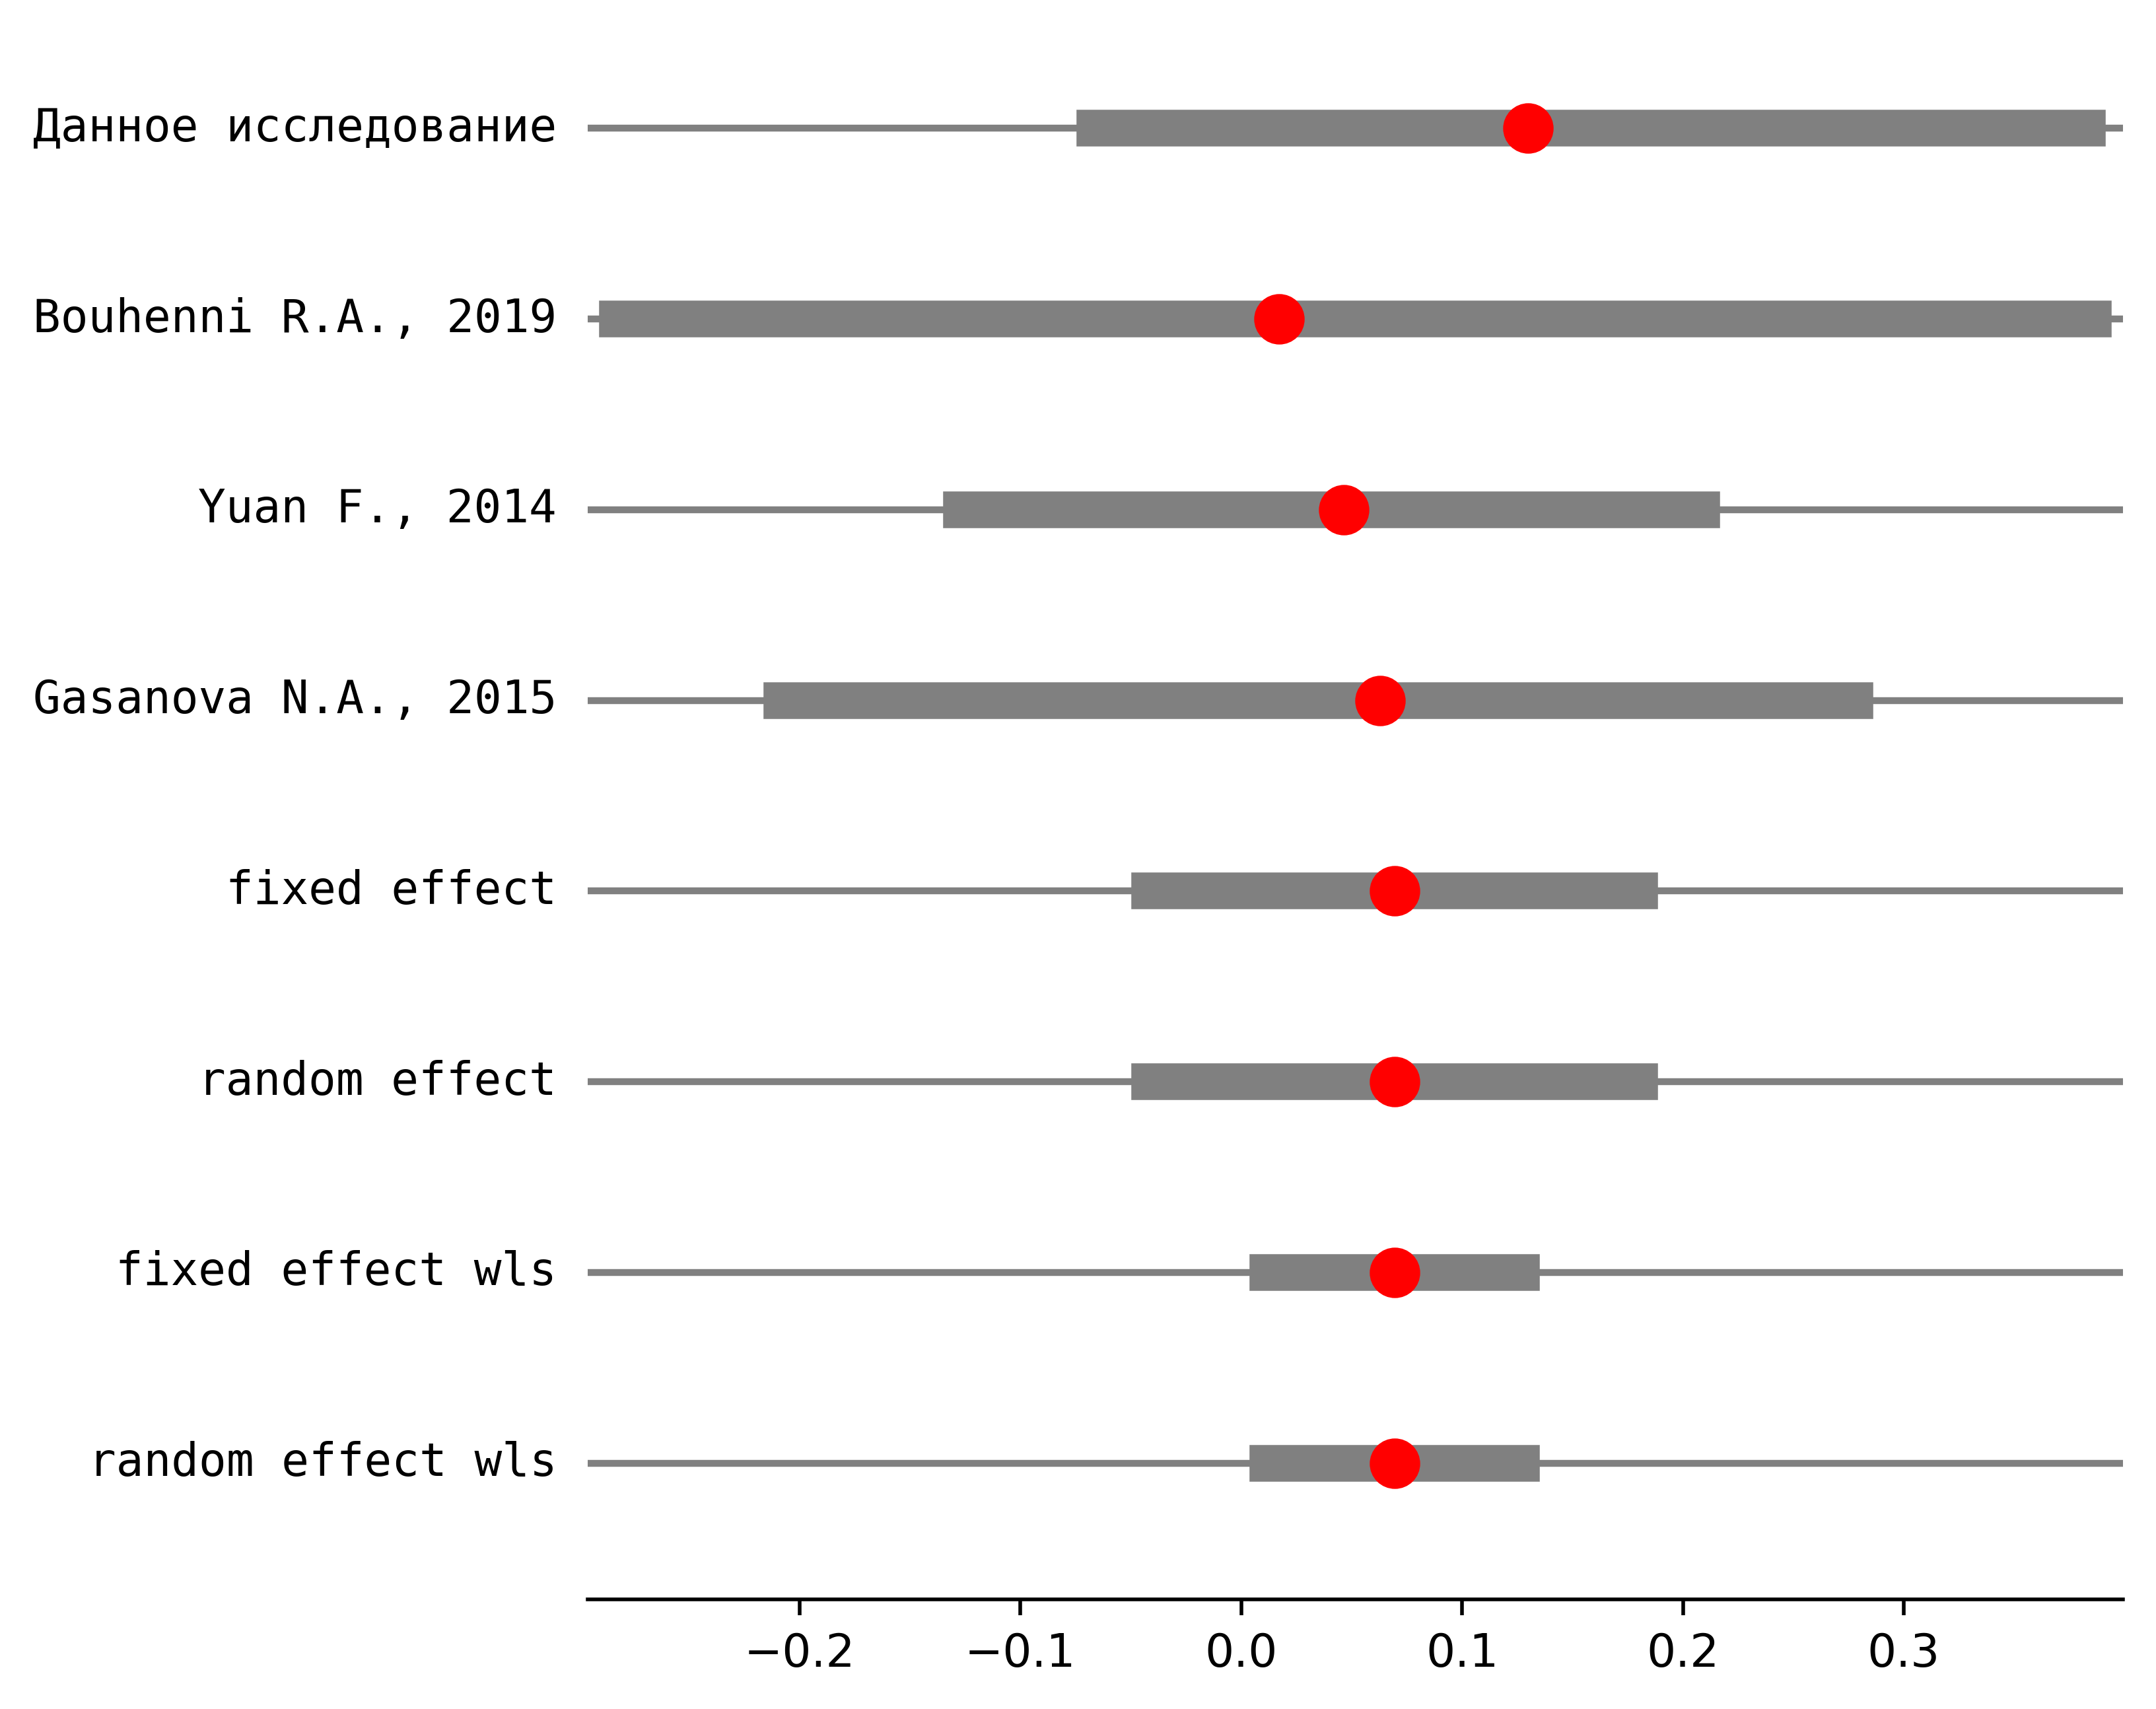 Данное исследование
Bouhenni R.A., 2019
Yuan F., 2014
Gasanova N.A., 2015
fixed effect
random effect
fixed effect wls
random effect wls
−0.2 −0.1 0.0 0.1 0.2 0.3